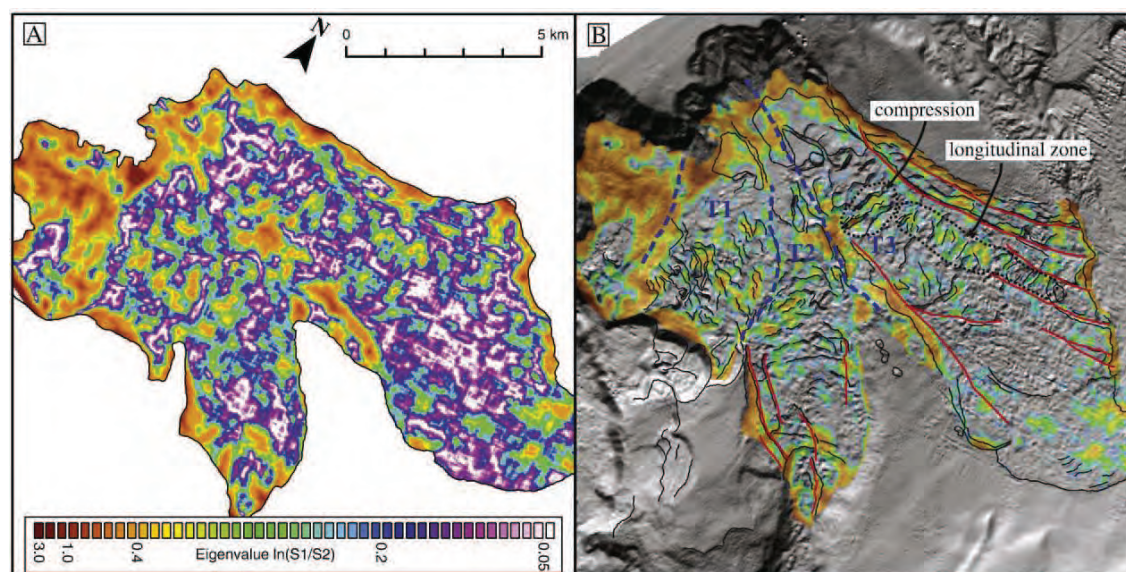 A
N
0 5 km
3.0 1.0 0.4 0.2 0.05
Eigenvalue ln(S1/S2)
B
compression
longitudinal zone
T1
T2
T3